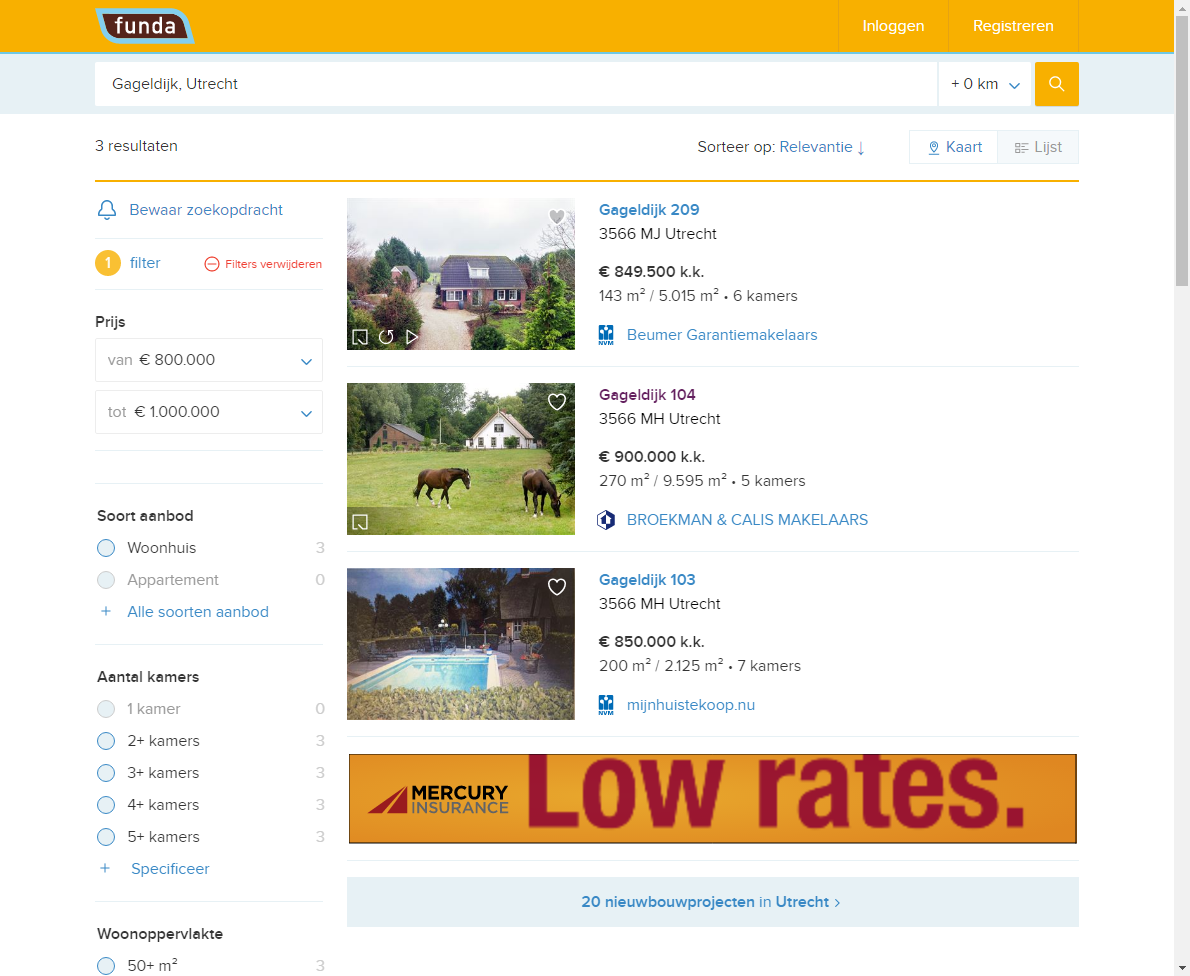 funda
Inloggen
Registreren
Gageldijk, Utrecht
+ 0 km
3 resultaten
Sorteer op: Relevantie ↓
Kaart
Lijst
Bewaar zoekopdracht
1 filter
Filters verwijderen
Prijs
van € 800.000
tot € 1.000.000
Soort aanbod
Woonhuis 3
Appartement 0
+ Alle soorten aanbod
Aantal kamers
1 kamer 0
2+ kamers 3
3+ kamers 3
4+ kamers 3
5+ kamers 3
+ Specificeer
Woonoppervlakte
50+ m² 3
Gageldijk 209
3566 MJ Utrecht
€ 849.500 k.k.
143 m² / 5.015 m² • 6 kamers
NVM
Beumer Garantiemakelaars
Gageldijk 104
3566 MH Utrecht
€ 900.000 k.k.
270 m² / 9.595 m² • 5 kamers
BROEKMAN & CALIS MAKELAARS
Gageldijk 103
3566 MH Utrecht
€ 850.000 k.k.
200 m² / 2.125 m² • 7 kamers
NVM
mijnhuistekoop.nu
MERCURY
INSURANCE
Low rates.
20 nieuwbouwprojecten in Utrecht ›